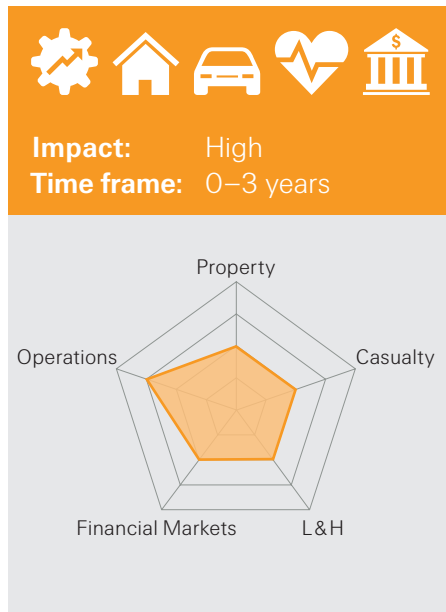 $
Impact: High
Time frame: 0–3 years
Property
Operations
Casualty
Financial Markets
L&H